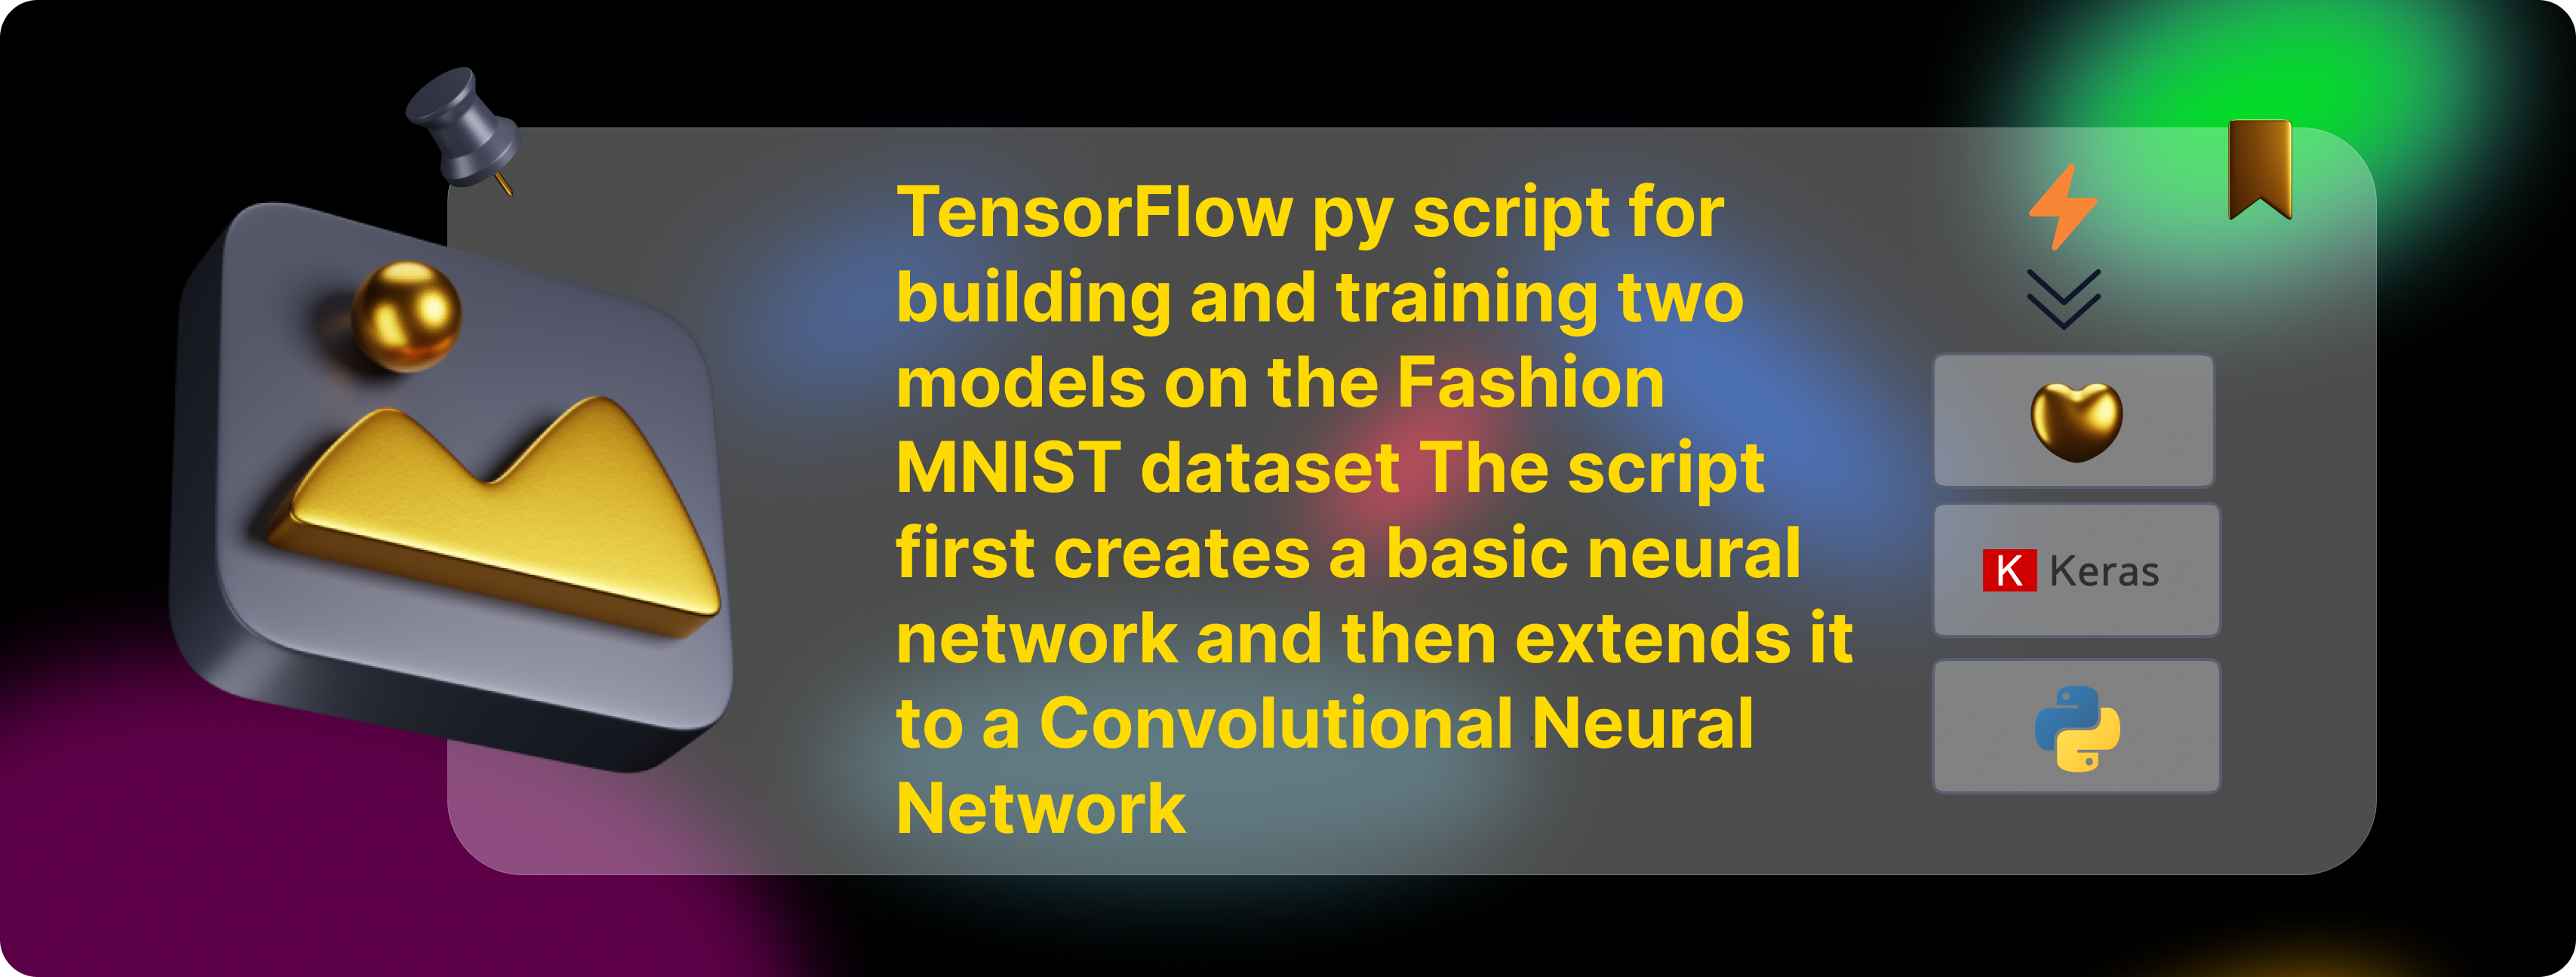 TensorFlow py script for
building and training two
models on the Fashion
MNIST dataset The script
first creates a basic neural
network and then extends it
to a Convolutional Neural
Network
K Keras